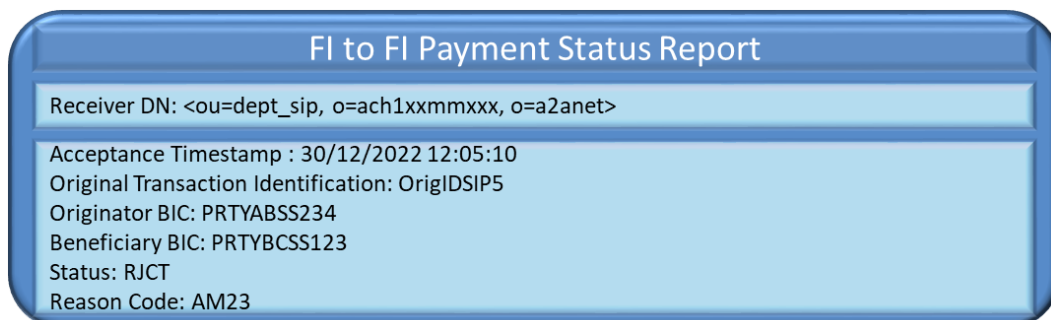 FI to FI Payment Status Report
Receiver DN: <ou=dept_sip, o=ach1xxmmxxx, o=a2anet>
Acceptance Timestamp : 30/12/2022 12:05:10
Original Transaction Identification: OrigIDSIP5
Originator BIC: PRTYABSS234
Beneficiary BIC: PRTYBCSS123
Status: RJCT
Reason Code: AM23